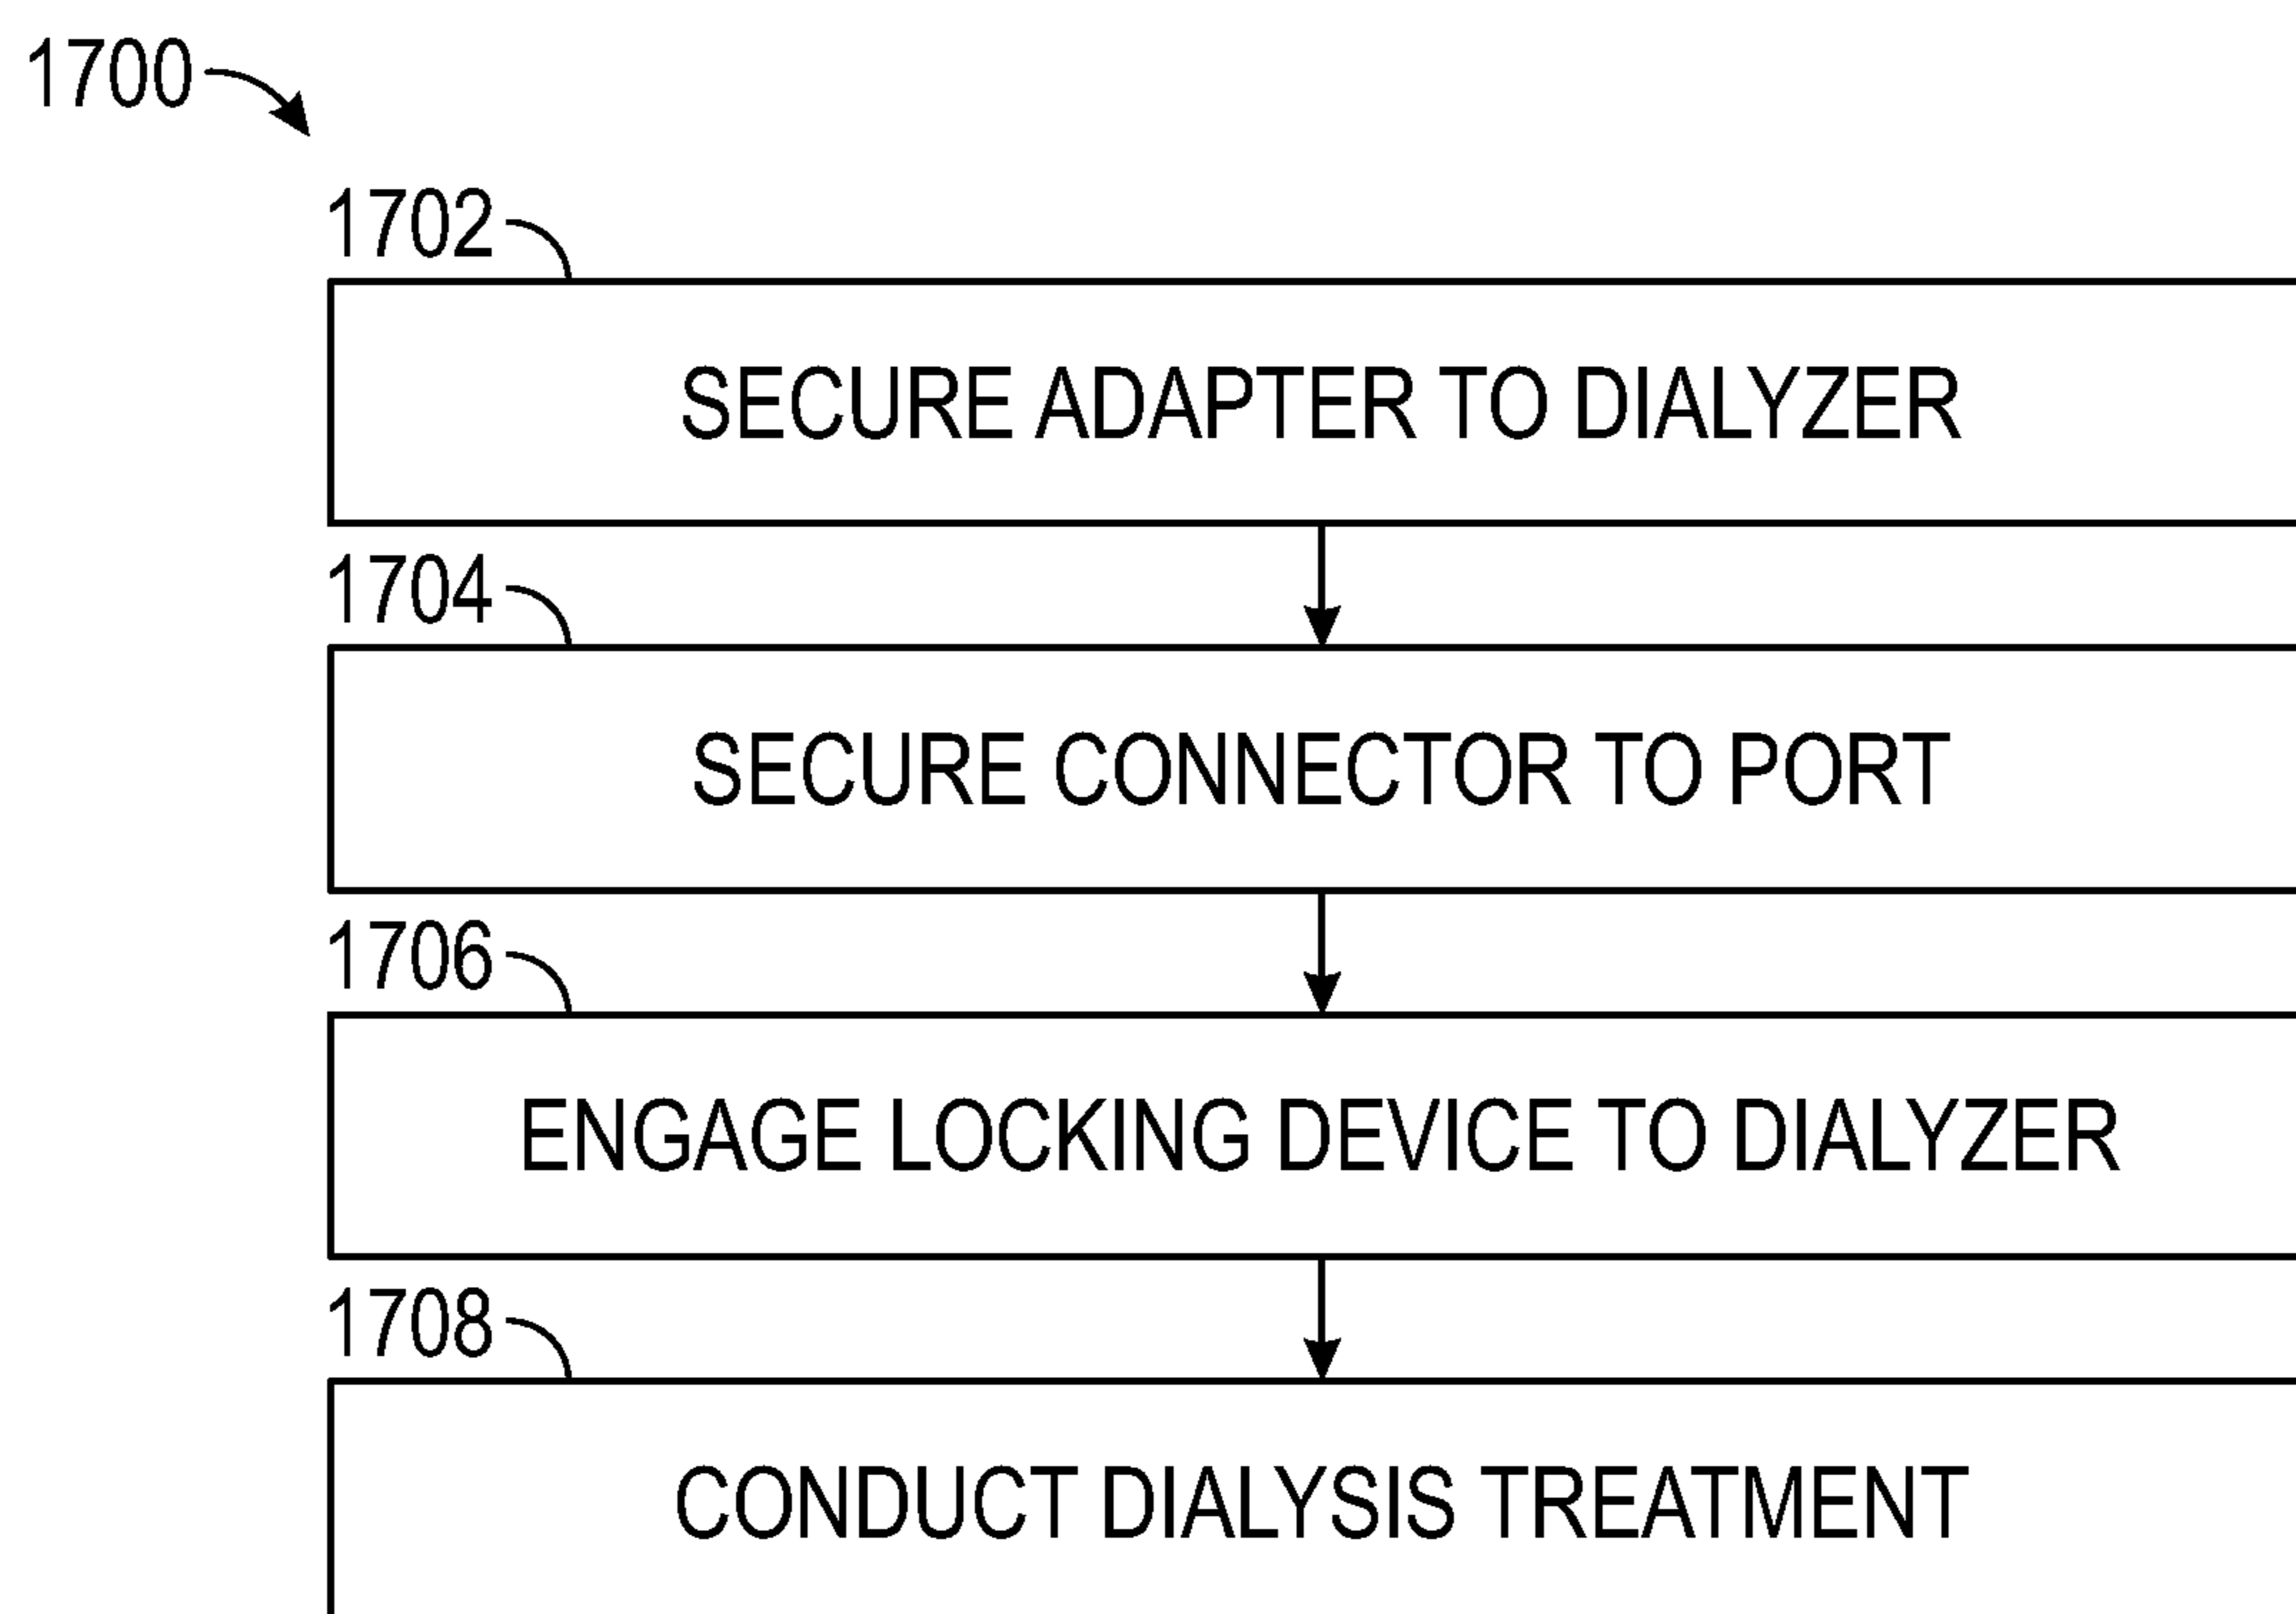 1700
1702
SECURE ADAPTER TO DIALYZER
1704
SECURE CONNECTOR TO PORT
1706
ENGAGE LOCKING DEVICE TO DIALYZER
1708
CONDUCT DIALYSIS TREATMENT